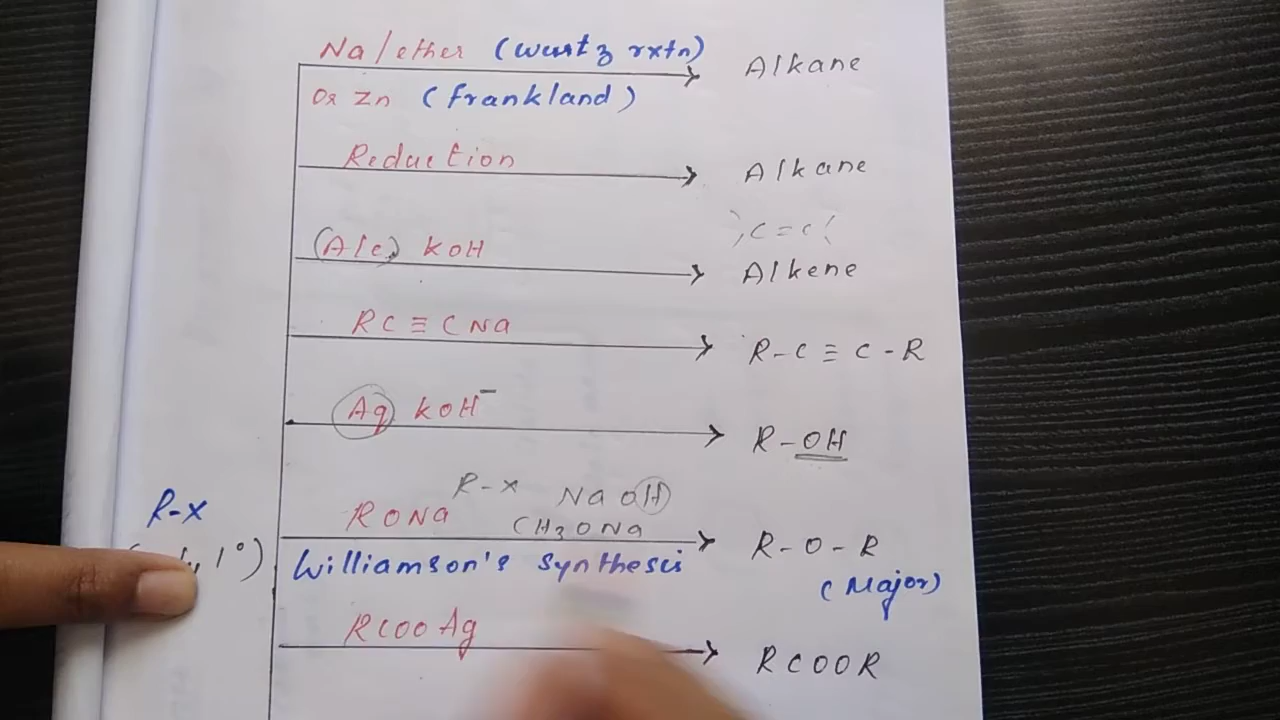 Na/ether (wurtz rxtn)
Alkane
Or Zn (frankland)
Reduction
Alkane
C=C
(Alc) KOH
Alkene
RC≡CNa
R-C≡C-R
Aq KOH⁻
R-OH
R-X NaOH
R-X
RONa CH3ONa
R-O-R
1°)
Williamson's synthesis
(Major)
RCOOAg
RCOOR